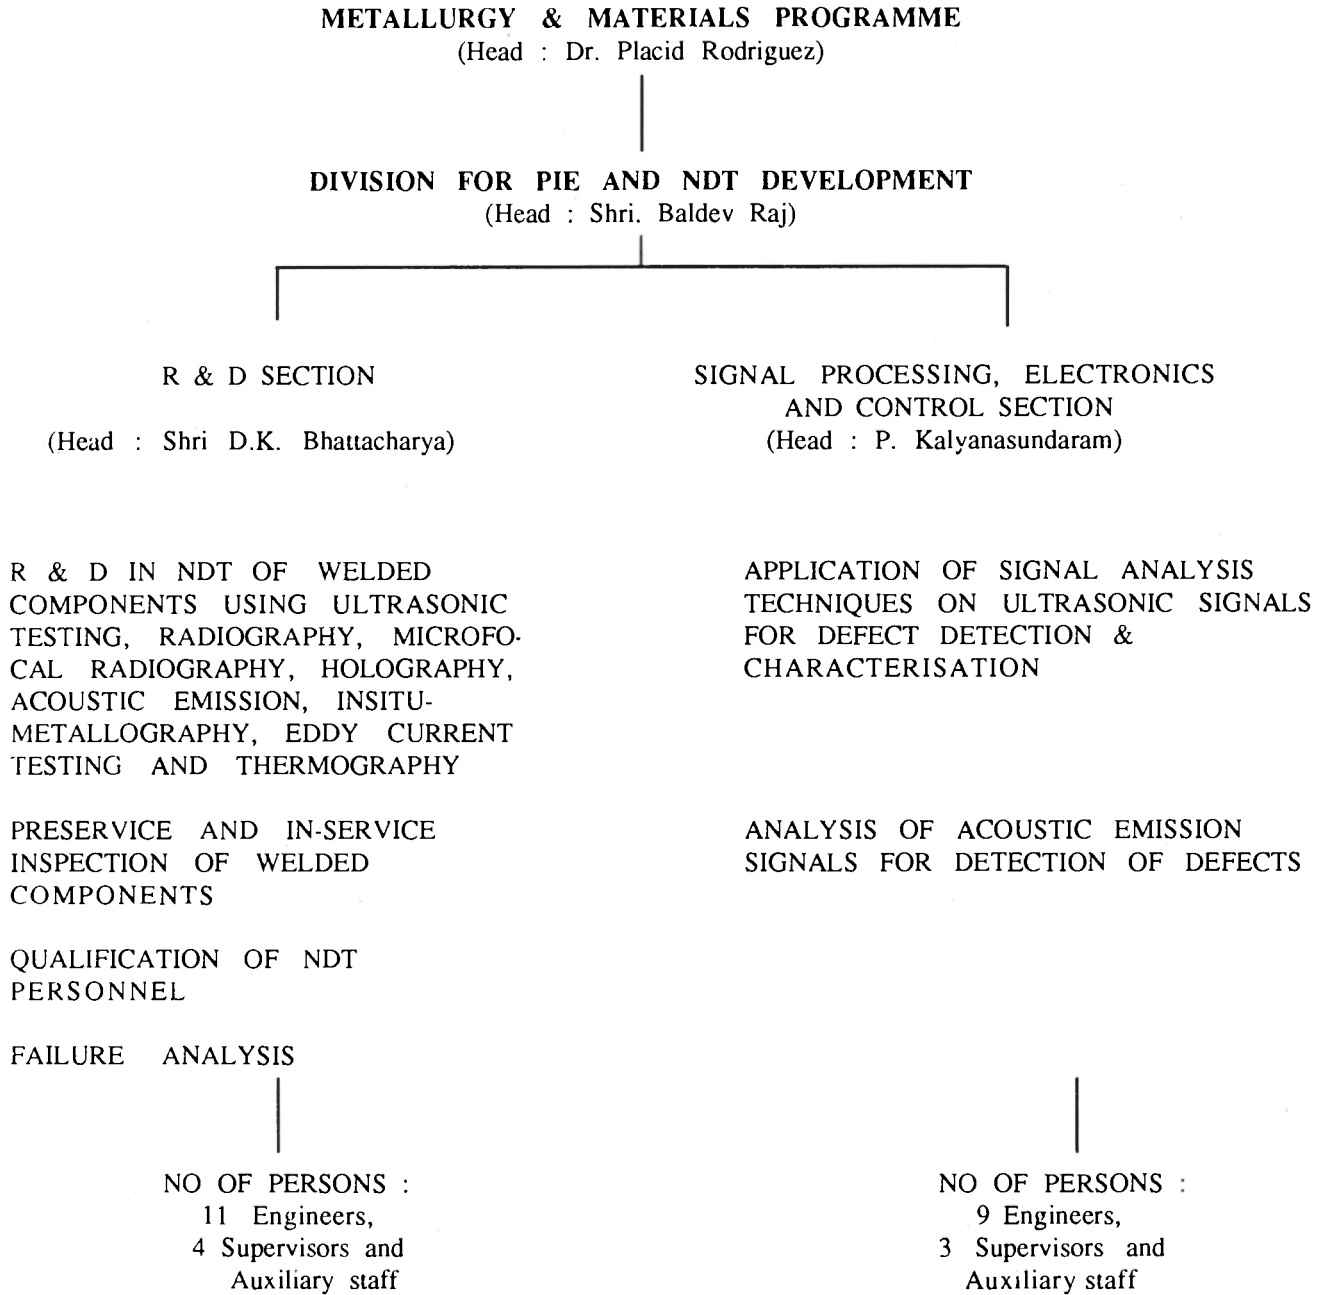 METALLURGY & MATERIALS PROGRAMME
(Head : Dr. Placid Rodriguez)
DIVISION FOR PIE AND NDT DEVELOPMENT
(Head : Shri. Baldev Raj)
R & D SECTION
(Head : Shri D.K. Bhattacharya)
SIGNAL PROCESSING, ELECTRONICS
AND CONTROL SECTION
(Head : P. Kalyanasundaram)
R & D IN NDT OF WELDED
COMPONENTS USING ULTRASONIC
TESTING, RADIOGRAPHY, MICROFO-
CAL RADIOGRAPHY, HOLOGRAPHY,
ACOUSTIC EMISSION, INSITU-
METALLOGRAPHY, EDDY CURRENT
TESTING AND THERMOGRAPHY
PRESERVICE AND IN-SERVICE
INSPECTION OF WELDED
COMPONENTS
QUALIFICATION OF NDT
PERSONNEL
FAILURE ANALYSIS
NO OF PERSONS :
11 Engineers,
4 Supervisors and
Auxiliary staff
APPLICATION OF SIGNAL ANALYSIS
TECHNIQUES ON ULTRASONIC SIGNALS
FOR DEFECT DETECTION &
CHARACTERISATION
ANALYSIS OF ACOUSTIC EMISSION
SIGNALS FOR DETECTION OF DEFECTS
NO OF PERSONS :
9 Engineers,
3 Supervisors and
Auxiliary staff